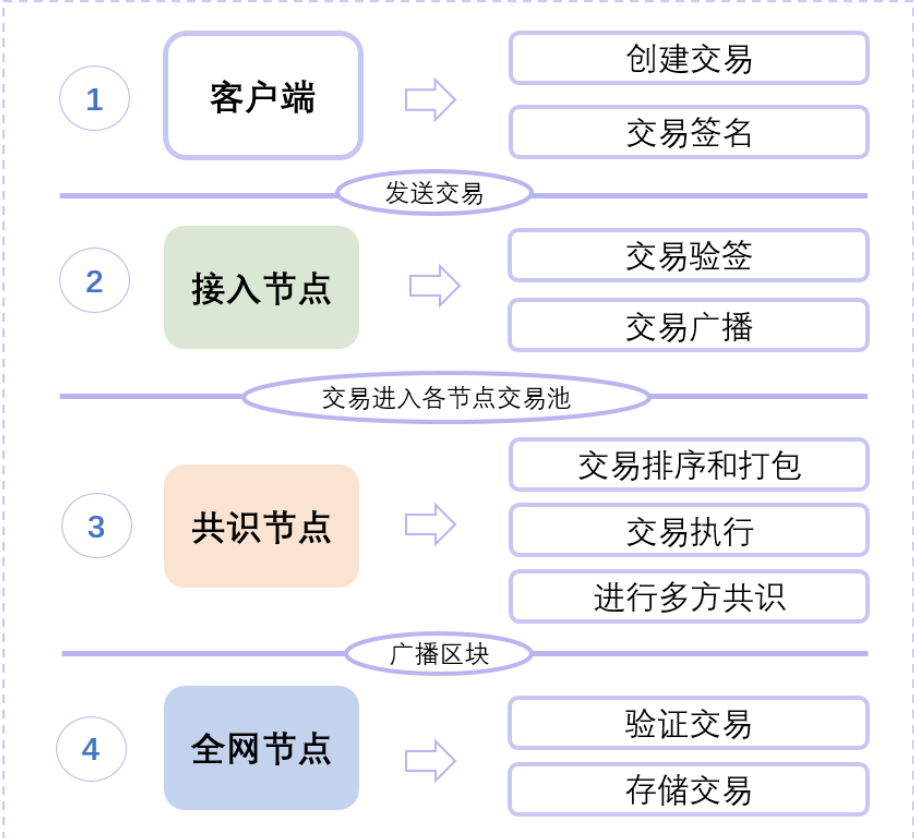 1
客户端
创建交易
交易签名
发送交易
2
接入节点
交易验签
交易广播
交易进入各节点交易池
3
共识节点
交易排序和打包
交易执行
进行多方共识
广播区块
4
全网节点
验证交易
存储交易